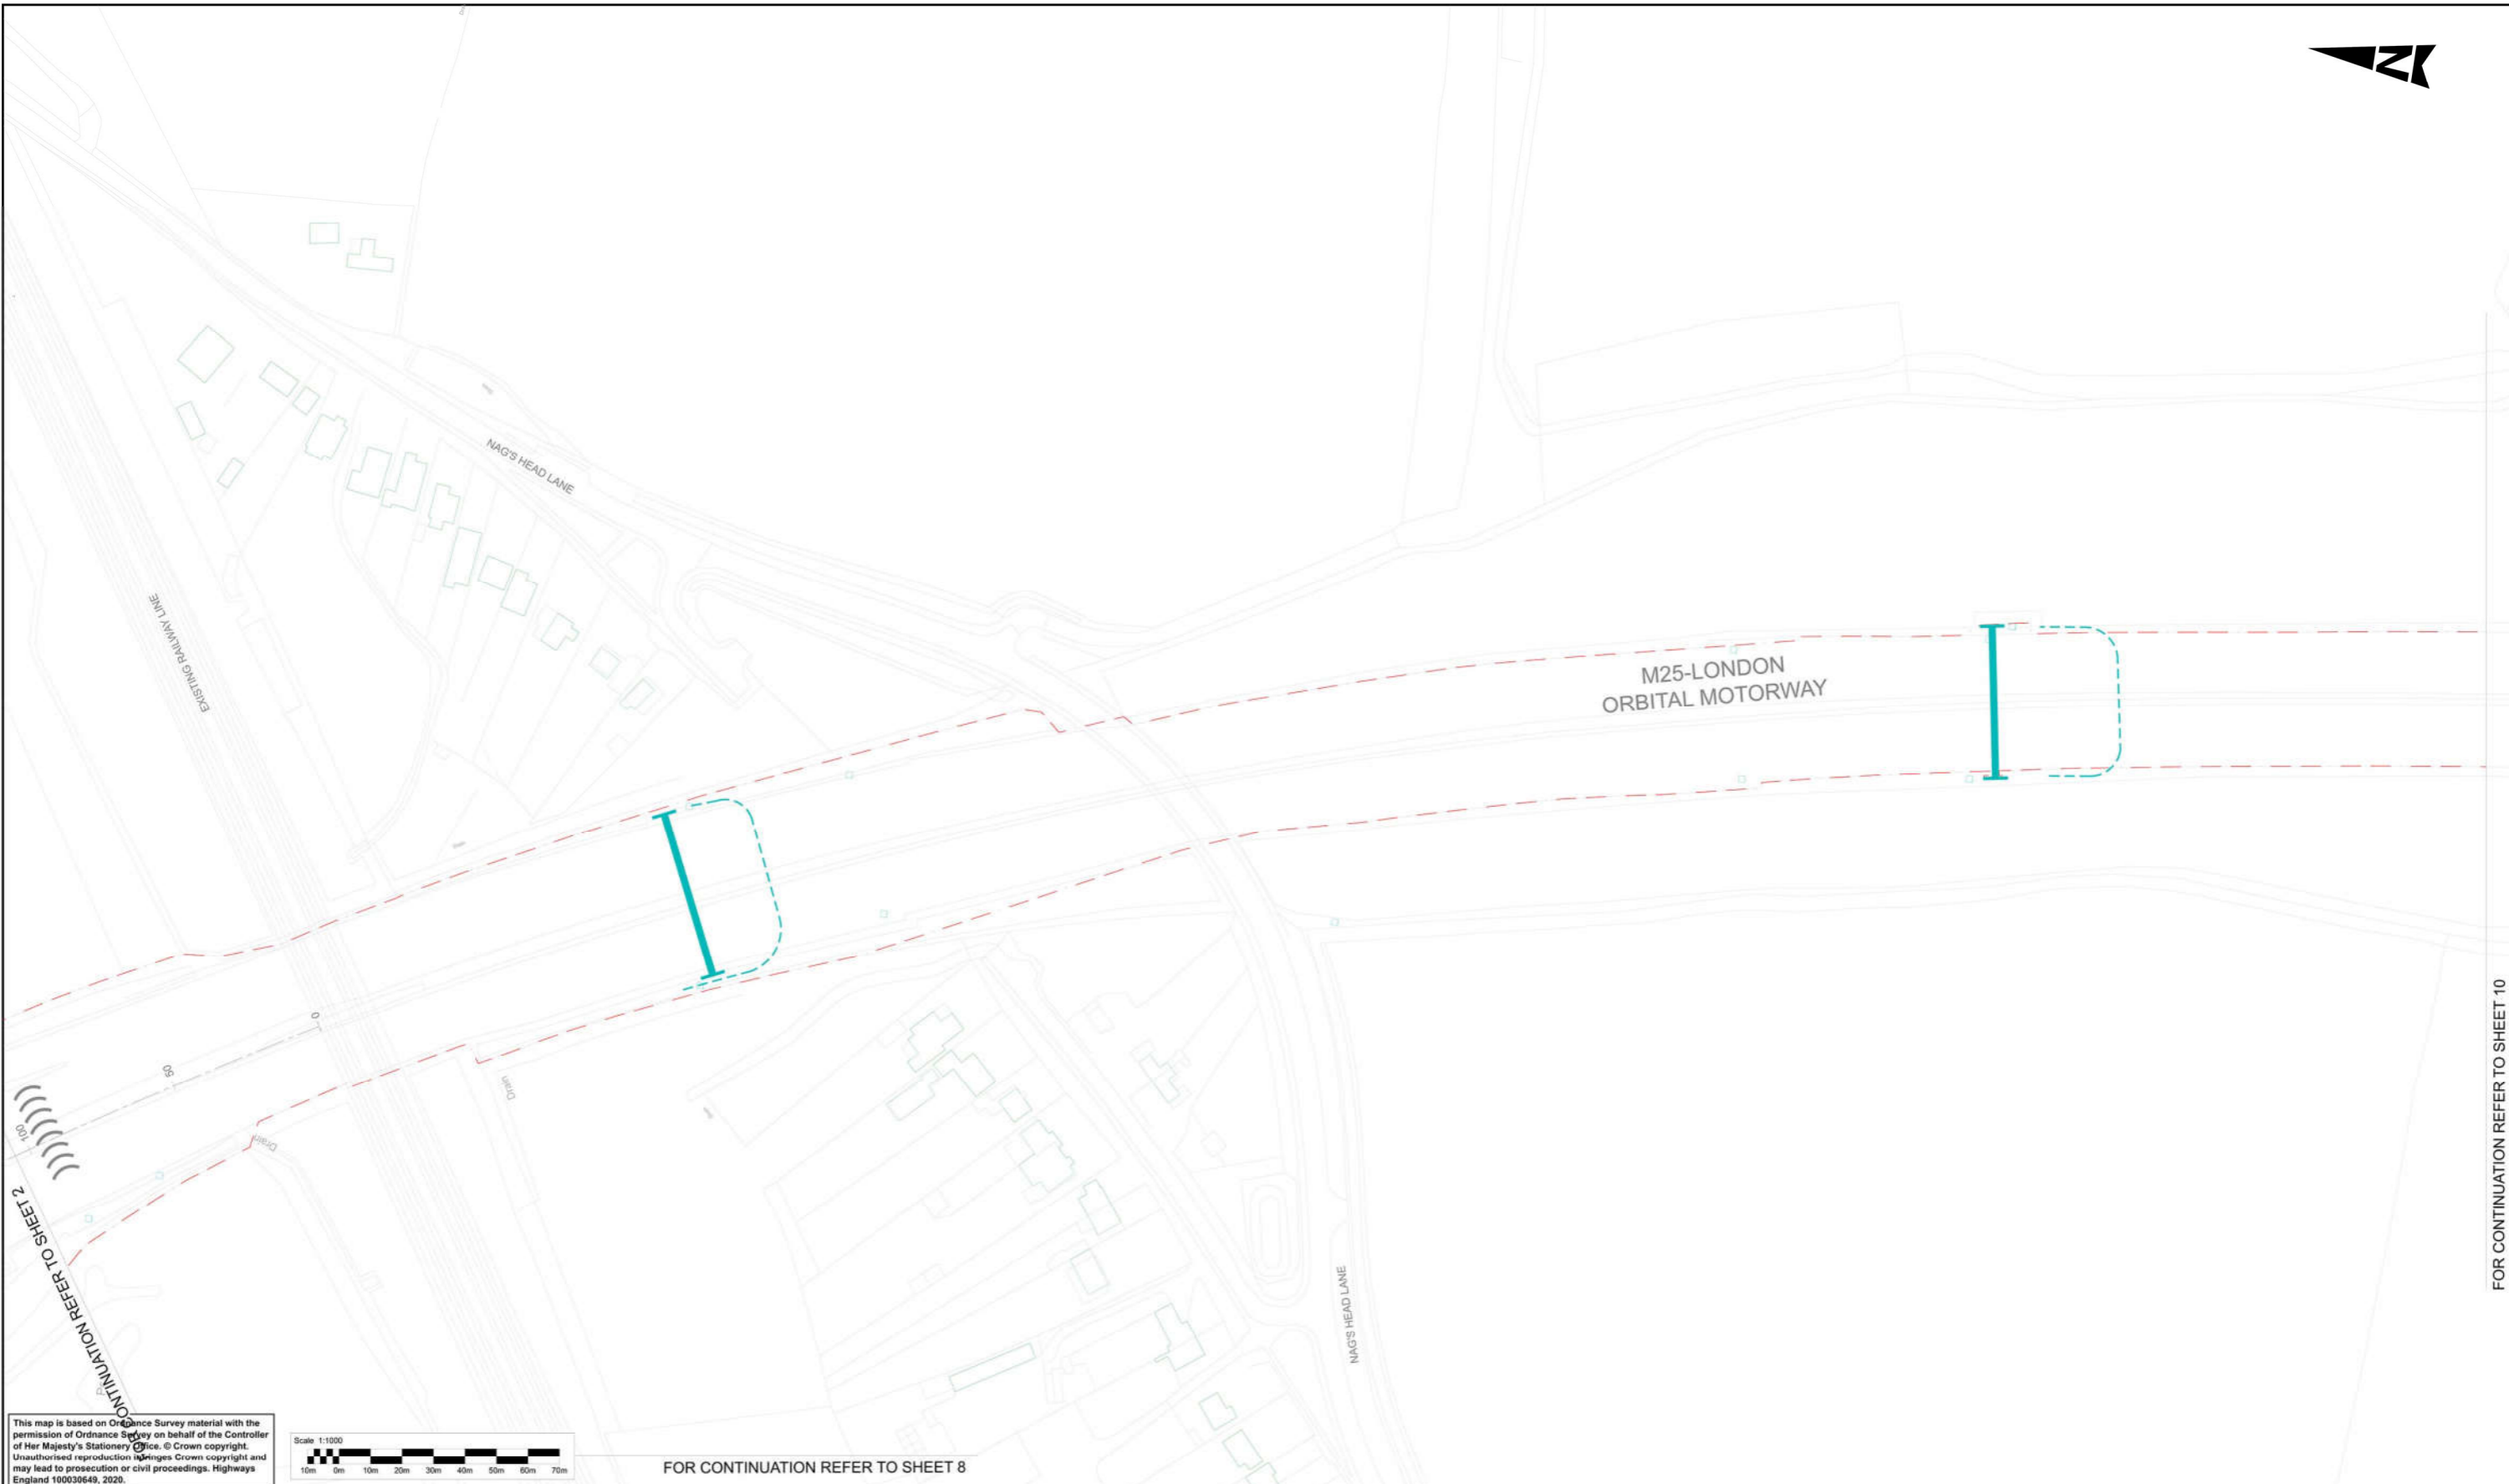 N
NAG'S HEAD LANE
EXISTING RAILWAY LINE
M25-LONDON
ORBITAL MOTORWAY
Drain
0
50
100
Drain
Drain
NAG'S HEAD LANE
FOR CONTINUATION REFER TO SHEET 2
FOR CONTINUATION REFER TO SHEET 10
This map is based on Ordnance Survey material with the
permission of Ordnance Survey on behalf of the Controller
of Her Majesty's Stationery Office. © Crown copyright.
Unauthorised reproduction infringes Crown copyright and
may lead to prosecution or civil proceedings. Highways
England 100030649, 2020.
Scale 1:1000
10m 0m 10m 20m 30m 40m 50m 60m 70m
FOR CONTINUATION REFER TO SHEET 8